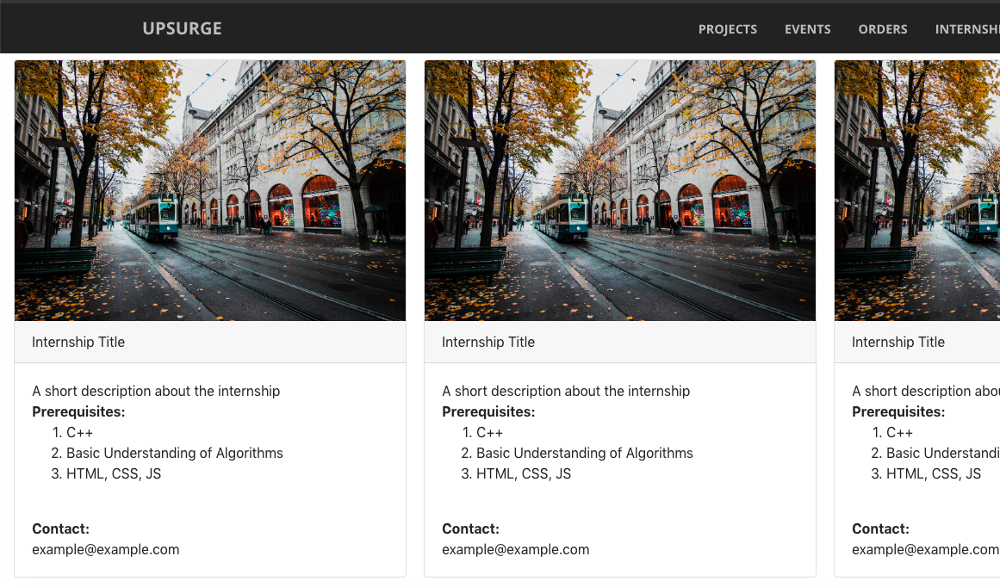 UPSURGE
PROJECTS EVENTS ORDERS INTERNSHI
Internship Title
A short description about the internship
Prerequisites:
1. C++
2. Basic Understanding of Algorithms
3. HTML, CSS, JS
Contact:
example@example.com
Internship Title
A short description about the internship
Prerequisites:
1. C++
2. Basic Understanding of Algorithms
3. HTML, CSS, JS
Contact:
example@example.com
Internship Title
A short description abou
Prerequisites:
1. C++
2. Basic Understandi
3. HTML, CSS, JS
Contact:
example@example.com